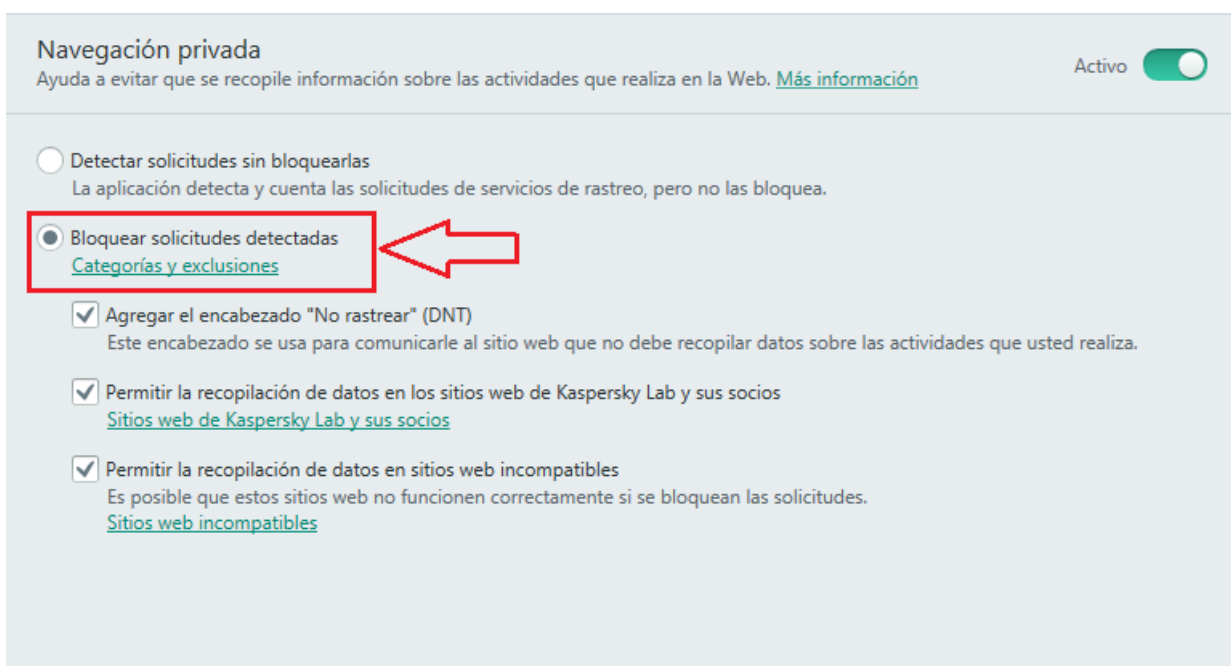 Navegación privada
Ayuda a evitar que se recopile información sobre las actividades que realiza en la Web. Más información
Activo
Detectar solicitudes sin bloquearlas
La aplicación detecta y cuenta las solicitudes de servicios de rastreo, pero no las bloquea.
Bloquear solicitudes detectadas
Categorías y exclusiones
Agregar el encabezado "No rastrear" (DNT)
Este encabezado se usa para comunicarle al sitio web que no debe recopilar datos sobre las actividades que usted realiza.
Permitir la recopilación de datos en los sitios web de Kaspersky Lab y sus socios
Sitios web de Kaspersky Lab y sus socios
Permitir la recopilación de datos en sitios web incompatibles
Es posible que estos sitios web no funcionen correctamente si se bloquean las solicitudes.
Sitios web incompatibles